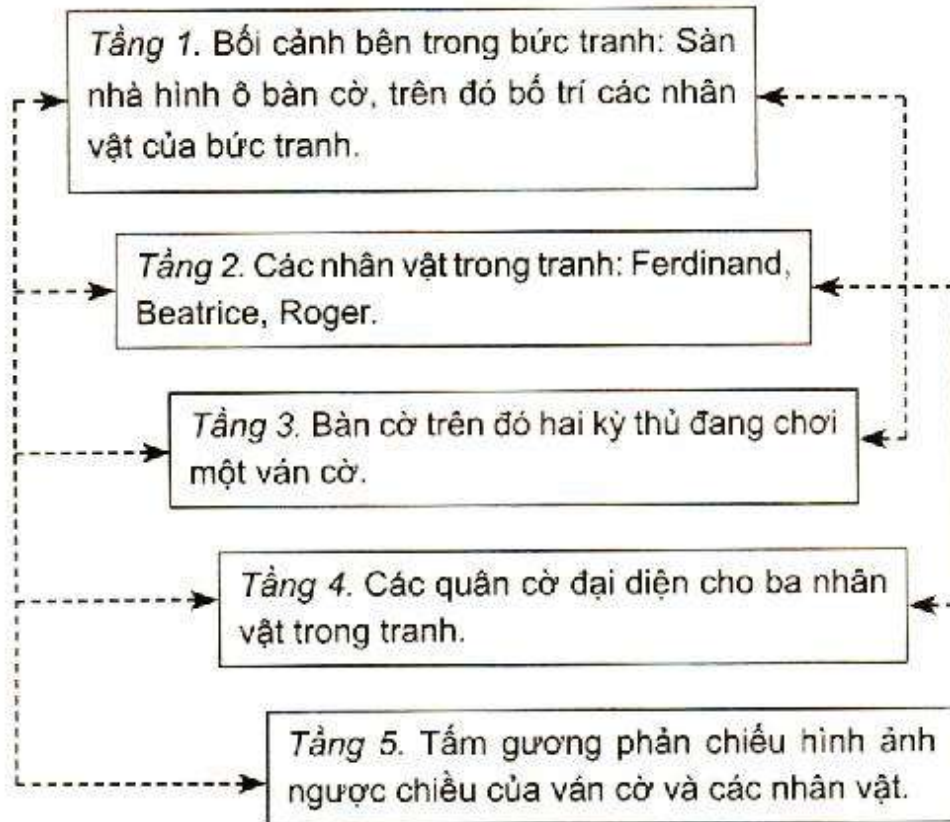 Tầng 1. Bối cảnh bên trong bức tranh: Sàn
nhà hình ô bàn cờ, trên đó bố trí các nhân
vật của bức tranh.
Tầng 2. Các nhân vật trong tranh: Ferdinand,
Beatrice, Roger.
Tầng 3. Bàn cờ trên đó hai kỳ thủ đang chơi
một ván cờ.
Tầng 4. Các quân cờ đại diện cho ba nhân
vật trong tranh.
Tầng 5. Tấm gương phản chiếu hình ảnh
ngược chiều của ván cờ và các nhân vật.